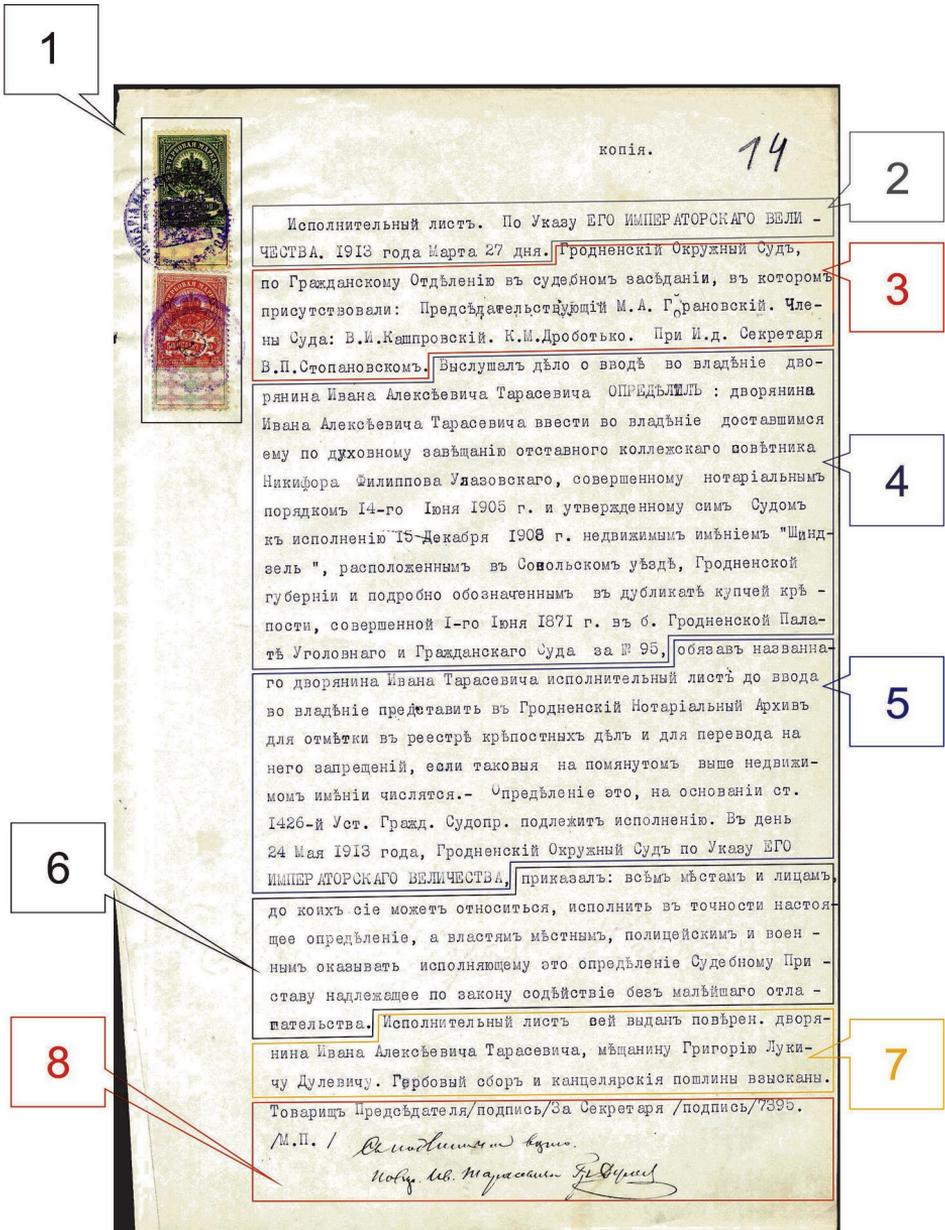 1
ГЕРБОВАЯ МАРКА
копія.
14
2
Исполнительный листъ. По Указу ЕГО ИМПЕРАТОРСКАГО ВЕЛИ -
ЧЕСТВА. 1913 года Марта 27 дня. Гродненскій Окружный Судъ,
3
по Гражданскому Отдѣленію въ судебномъ засѣданіи, въ которомъ
присутствовали: Предсѣдательствующій М.А. Горановскій. Чле-
ны Суда: В.И.Кашпровскій. К.М.Дроботько. При И.д. Секретаря
В.П.Стопановскомъ. Выслушалъ дѣло о вводѣ во владѣніе дво-
рянина Ивана Алексѣевича Тарасевича ОПРЕДѢЛИЛЪ : дворянина
Ивана Алексѣевича Тарасевича ввести во владѣніе доставшимся
4
ему по духовному завѣщанію отставного коллежскаго совѣтника
Никифора Филиппова Улазовскаго, совершенному нотаріальнымъ
порядкомъ 14-го Іюня 1905 г. и утвержденному симъ Судомъ
къ исполненію 15 Декабря 1908 г. недвижимымъ имѣніемъ "Шинд-
зель ", расположеннымъ въ Сокольскомъ уѣздѣ, Гродненской
губерніи и подробно обозначеннымъ въ дубликатѣ купчей крѣ -
пости, совершенной I-го Іюня 1871 г. въ б. Гродненской Пала-
тѣ Уголовнаго и Гражданскаго Суда за № 95, обязавъ названна-
5
го дворянина Ивана Тарасевича исполнительный листъ до ввода
во владѣніе представить въ Гродненскій Нотаріальный Архивъ
для отмѣтки въ реестрѣ крѣпостныхъ дѣлъ и для перевода на
него запрещеній, если таковыя на помянутомъ выше недвижи-
момъ имѣніи числятся.- Опредѣленіе это, на основаніи ст.
1426-й Уст. Гражд. Судопр. подлежитъ исполненію. Въ день
24 Мая 1913 года, Гродненскій Окружный Судъ по Указу ЕГО
6
ИМПЕРАТОРСКАГО ВЕЛИЧЕСТВА, приказалъ: всѣмъ мѣстамъ и лицамъ,
до коихъ сіе можетъ относиться, исполнить въ точности настоя-
щее опредѣленіе, а властямъ мѣстнымъ, полицейскимъ и воен -
нымъ оказывать исполняющему это опредѣленіе Судебному При -
ставу надлежащее по закону содѣйствіе безъ малѣйшаго отла -
гательства. Исполнительный листъ сей выданъ повѣрен. дворя-
нина Ивана Алексѣевича Тарасевича, мѣщанину Григорію Луки-
7
8
чу Дулевичу. Гербовый сборъ и канцелярскія пошлины взысканы.
Товарищъ Предсѣдателя/подпись/За Секретаря /подпись/7395.
/М.П. /
Съ подлиннымъ вѣрно.
Повѣр. Ив. Тарасевича